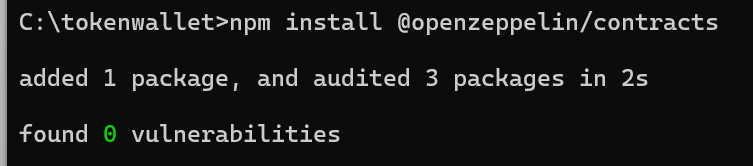 C:\tokenwallet>npm install @openzeppelin/contracts
added 1 package, and audited 3 packages in 2s
found 0 vulnerabilities